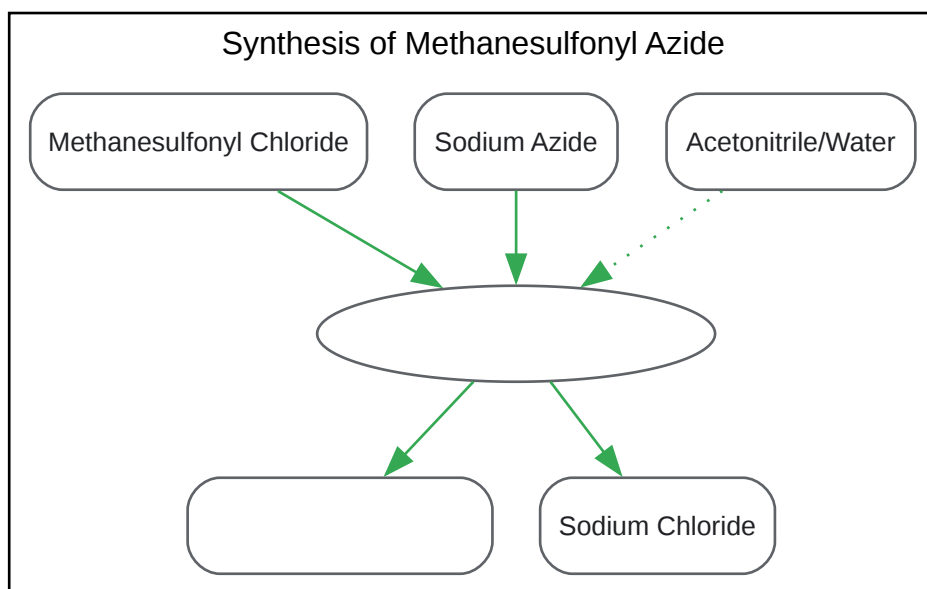 Synthesis of Methanesulfonyl Azide
Methanesulfonyl Chloride
Sodium Azide
Acetonitrile/Water
Sodium Chloride